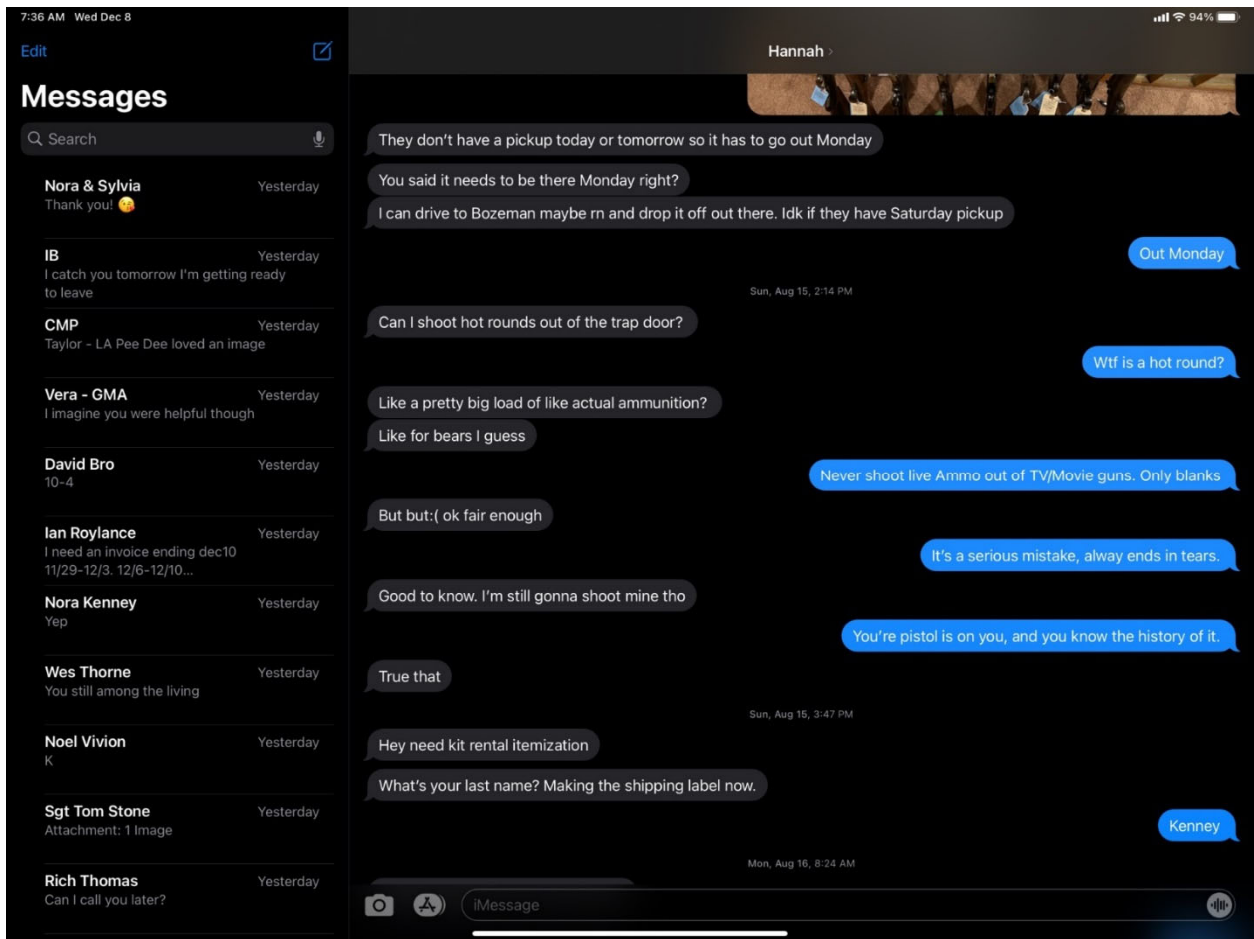 7:36 AM Wed Dec 8
94%
Edit
Messages
Search
Nora & Sylvia
Yesterday
Thank you! 😘
IB
Yesterday
I catch you tomorrow I'm getting ready
to leave
CMP
Yesterday
Taylor - LA Pee Dee loved an image
Vera - GMA
Yesterday
I imagine you were helpful though
David Bro
Yesterday
10-4
Ian Roylance
Yesterday
I need an invoice ending dec10
11/29-12/3. 12/6-12/10...
Nora Kenney
Yesterday
Yep
Wes Thorne
Yesterday
You still among the living
Noel Vivion
Yesterday
K
Sgt Tom Stone
Yesterday
Attachment: 1 Image
Rich Thomas
Yesterday
Can I call you later?
Hannah
They don't have a pickup today or tomorrow so it has to go out Monday
You said it needs to be there Monday right?
I can drive to Bozeman maybe rn and drop it off out there. Idk if they have Saturday pickup
Out Monday
Sun, Aug 15, 2:14 PM
Can I shoot hot rounds out of the trap door?
Wtf is a hot round?
Like a pretty big load of like actual ammunition?
Like for bears I guess
Never shoot live Ammo out of TV/Movie guns. Only blanks
But but:( ok fair enough
It's a serious mistake, alway ends in tears.
Good to know. I'm still gonna shoot mine tho
You're pistol is on you, and you know the history of it.
True that
Sun, Aug 15, 3:47 PM
Hey need kit rental itemization
What's your last name? Making the shipping label now.
Kenney
Mon, Aug 16, 8:24 AM
iMessage